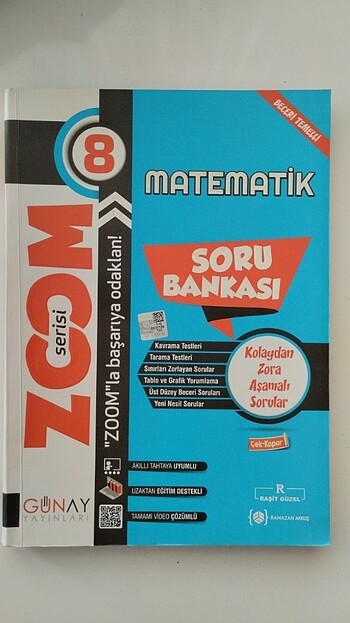 BECERİ TEMELLİ
8
MATEMATİK
ZOOM
serisi
"ZOOM"la başarıya odaklan!
SORU
BANKASI
Kavrama Testleri
Tarama Testleri
Sınırları Zorlayan Sorular
Tablo ve Grafik Yorumlama
Üst Düzey Beceri Soruları
Yeni Nesil Sorular
Kolaydan
Zora
Aşamalı
Sorular
Çek-Kopar
AKILLI TAHTAYA UYUMLU
UZAKTAN EĞİTİM DESTEKLİ
TAMAMI VİDEO ÇÖZÜMLÜ
GÜNAY
YAYINLARI
R
RAŞİT GÜZEL
RAMAZAN AKKUŞ